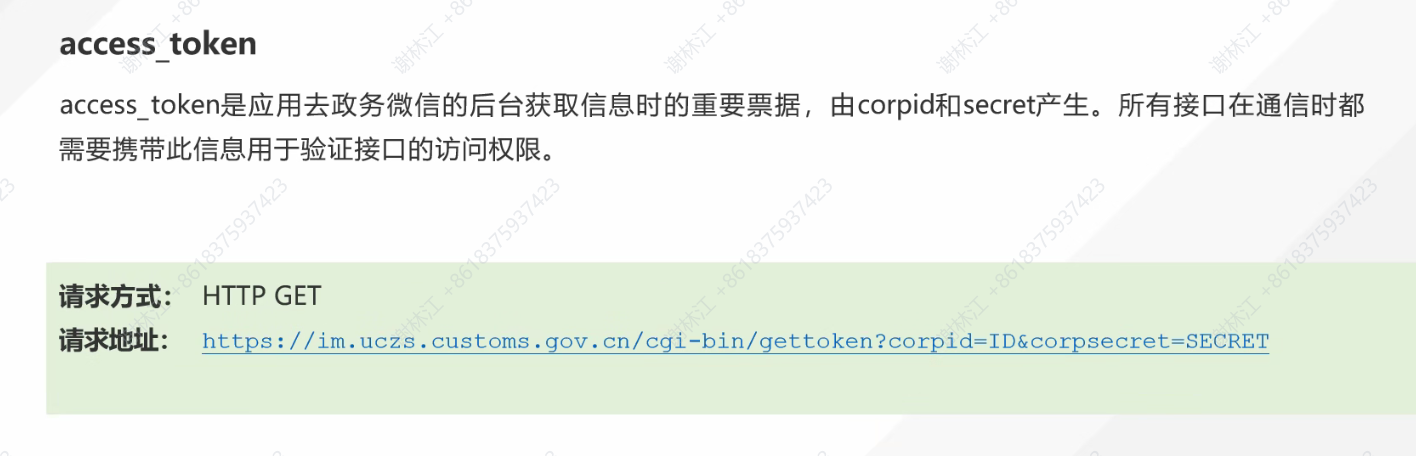 access_token
access_token是应用去政务微信的后台获取信息时的重要票据，由corpid和secret产生。所有接口在通信时都
需要携带此信息用于验证接口的访问权限。
请求方式： HTTP GET
请求地址： https://im.uczs.customs.gov.cn/cgi-bin/gettoken?corpid=ID&corpsecret=SECRET
谢林江 +8618375937423